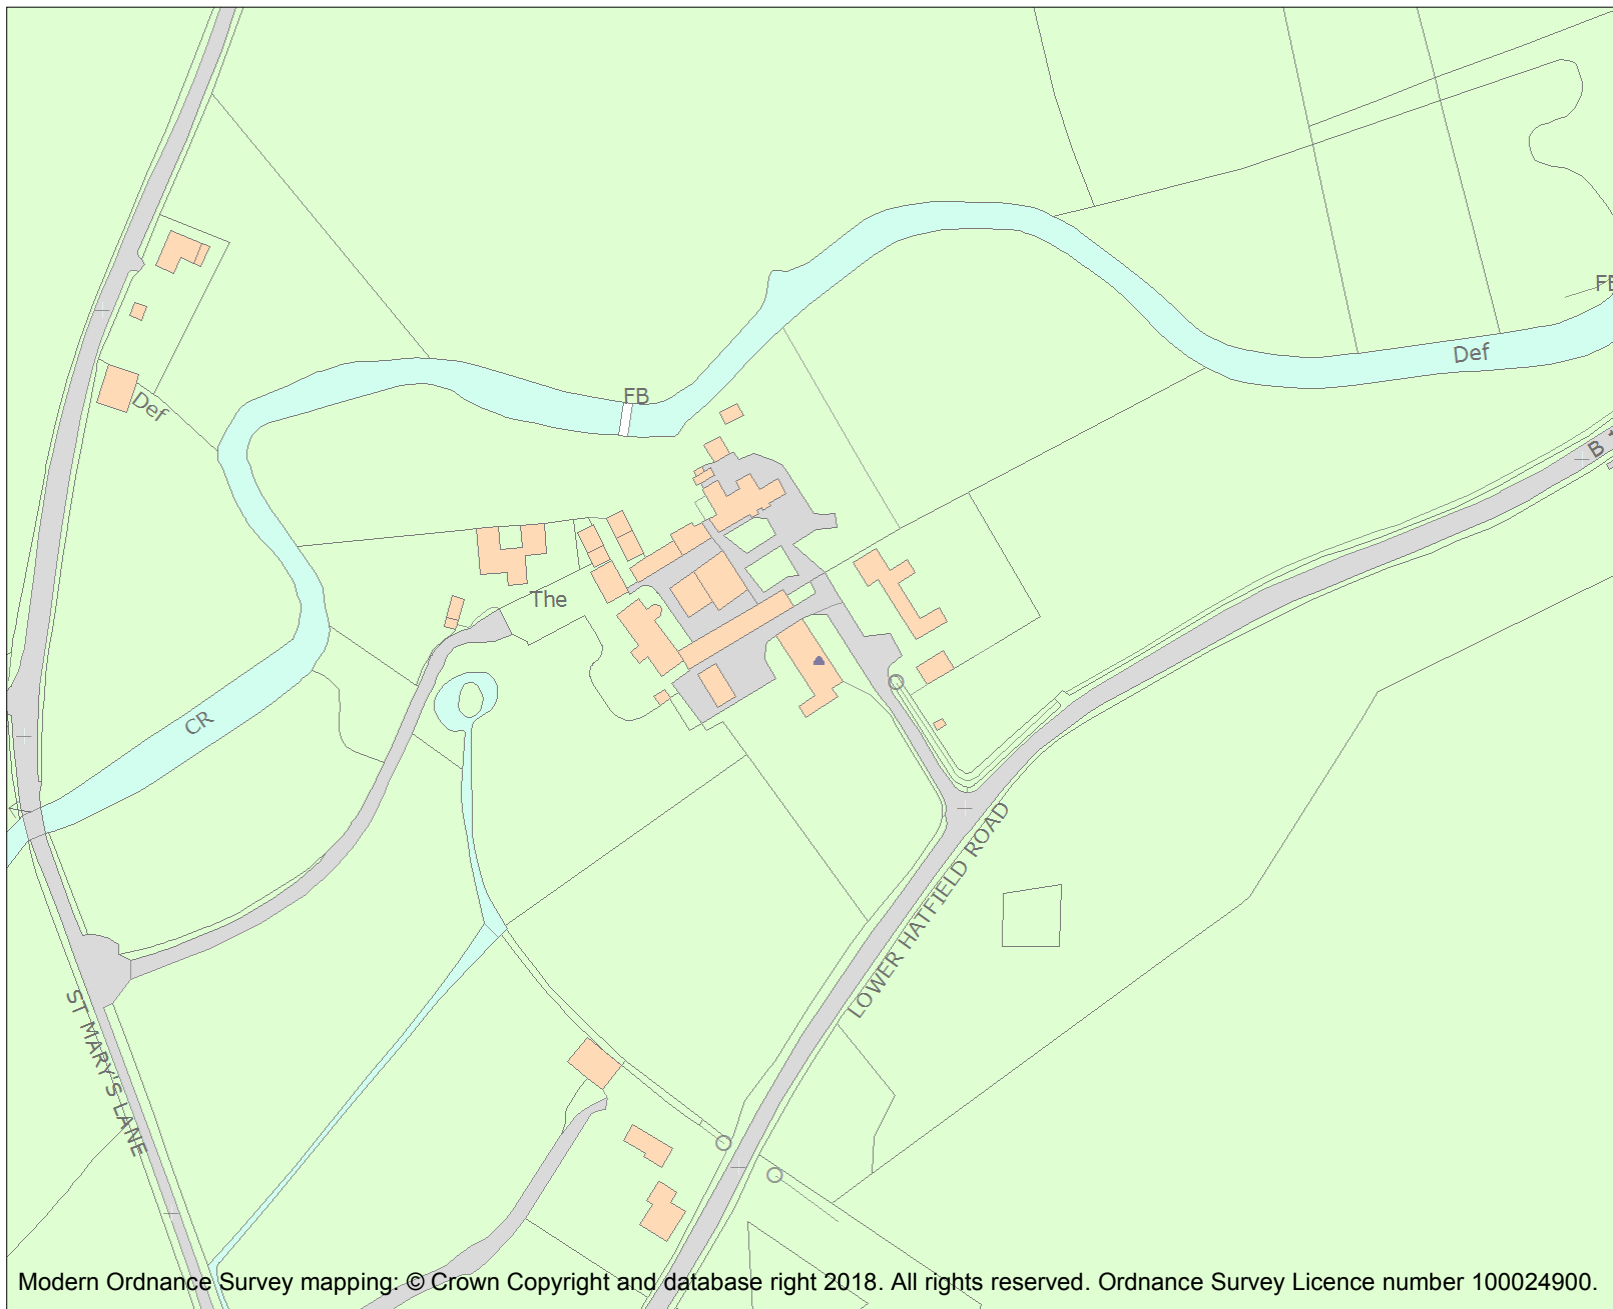 FB
Def
Def
FB
B
The
CR
LOWER HATFIELD ROAD
ST MARY'S LANE
Modern Ordnance Survey mapping: © Crown Copyright and database right 2018. All rights reserved. Ordnance Survey Licence number 100024900.